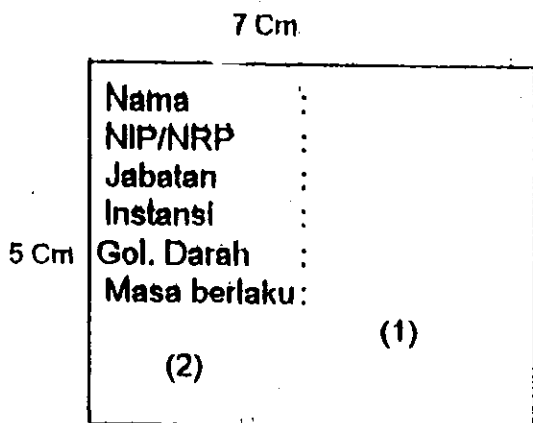 7 Cm
Nama :
NIP/NRP :
Jabatan :
Instansi :
5 Cm Gol. Darah :
Masa berlaku :
(1)
(2)